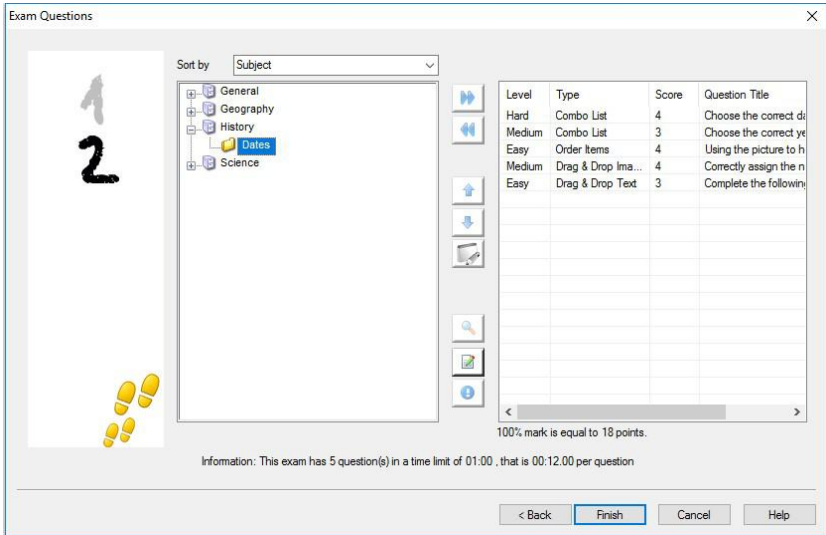 Exam Questions
Sort by Subject
General
Geography
History
Dates
Science
Level Type Score Question Title
Hard Combo List 4 Choose the correct da
Medium Combo List 3 Choose the correct ye
Easy Order Items 4 Using the picture to h
Medium Drag & Drop Ima... 4 Correctly assign the n
Easy Drag & Drop Text 3 Complete the following
100% mark is equal to 18 points.
Information: This exam has 5 question(s) in a time limit of 01:00 , that is 00:12.00 per question
< Back Finish Cancel Help
1
2